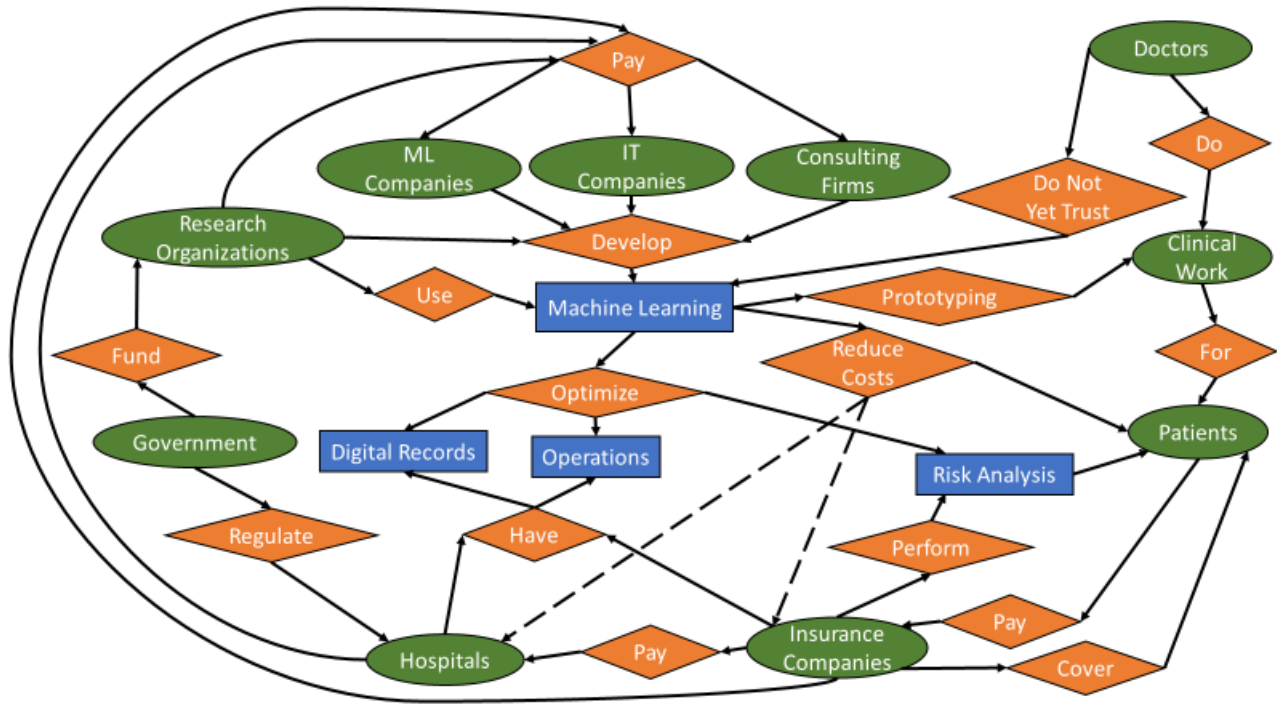 Pay
Doctors
ML
Companies
IT
Companies
Consulting
Firms
Do
Do Not
Yet Trust
Research
Organizations
Develop
Clinical
Work
Use
Machine Learning
Prototyping
Fund
Reduce
Costs
For
Optimize
Government
Digital Records
Operations
Patients
Risk Analysis
Regulate
Have
Perform
Pay
Hospitals
Pay
Insurance
Companies
Cover